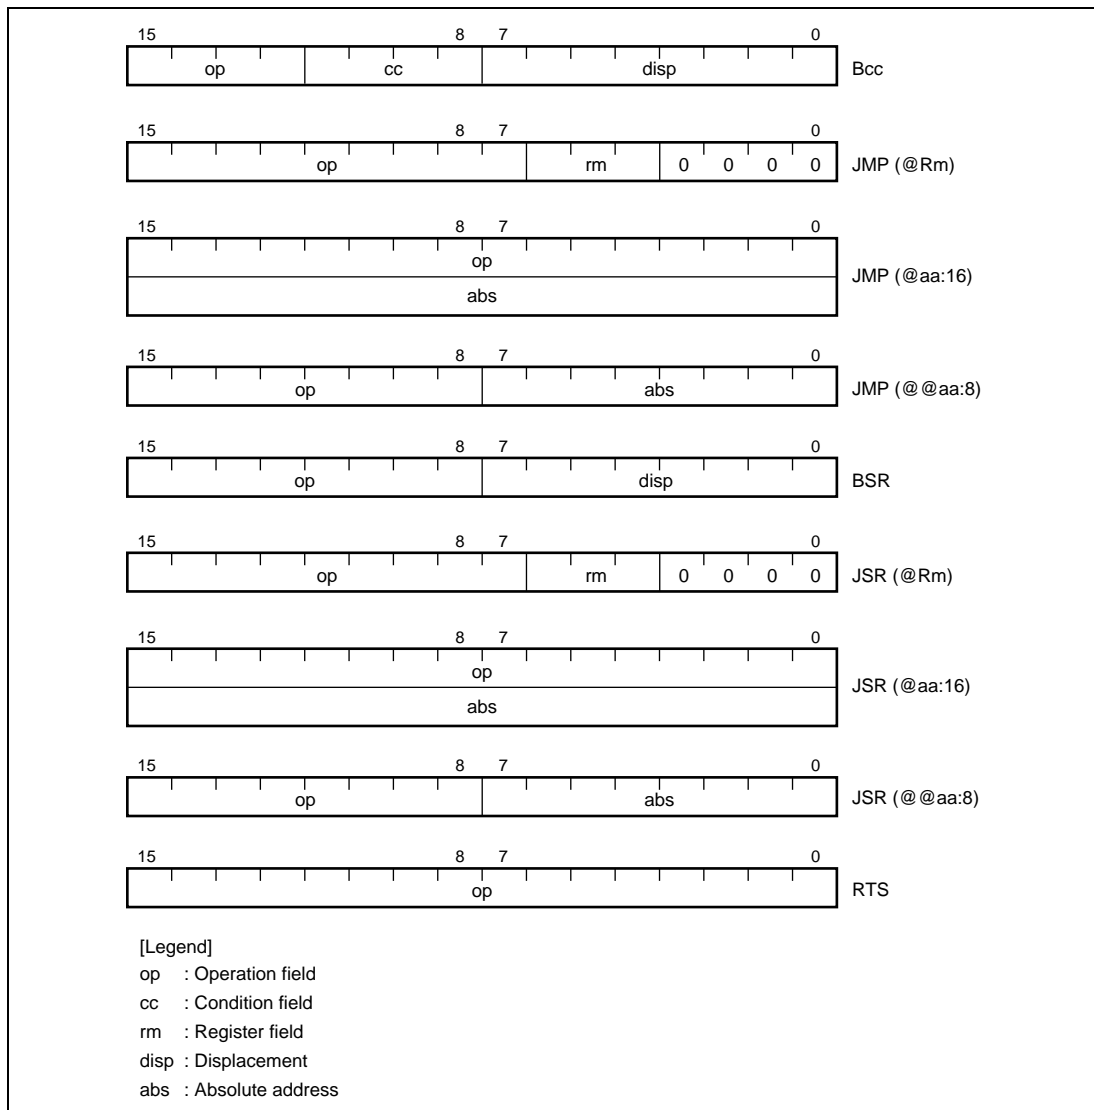 15 8 7 0
op cc disp Bcc
15 8 7 0
op rm 0 0 0 0 JMP (@Rm)
15 8 7 0
op
JMP (@aa:16)
abs
15 8 7 0
op abs JMP (@@aa:8)
15 8 7 0
op disp BSR
15 8 7 0
op rm 0 0 0 0 JSR (@Rm)
15 8 7 0
op
JSR (@aa:16)
abs
15 8 7 0
op abs JSR (@@aa:8)
15 8 7 0
op RTS
[Legend]
op : Operation field
cc : Condition field
rm : Register field
disp : Displacement
abs : Absolute address